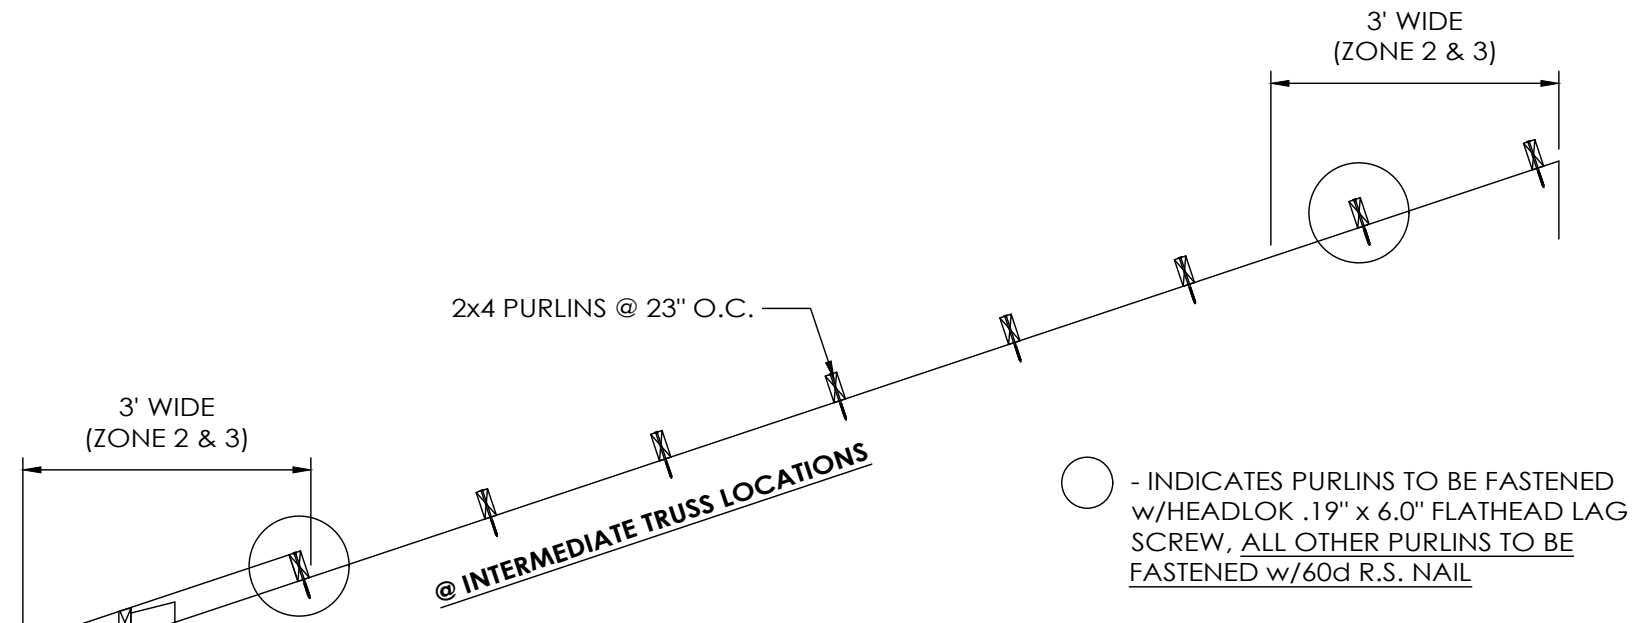 3' WIDE
(ZONE 2 & 3)
2x4 PURLINS @ 23" O.C.
3' WIDE
(ZONE 2 & 3)
@ INTERMEDIATE TRUSS LOCATIONS
- INDICATES PURLINS TO BE FASTENED
w/HEADLOK .19" x 6.0" FLATHEAD LAG
SCREW, ALL OTHER PURLINS TO BE
FASTENED w/60d R.S. NAIL